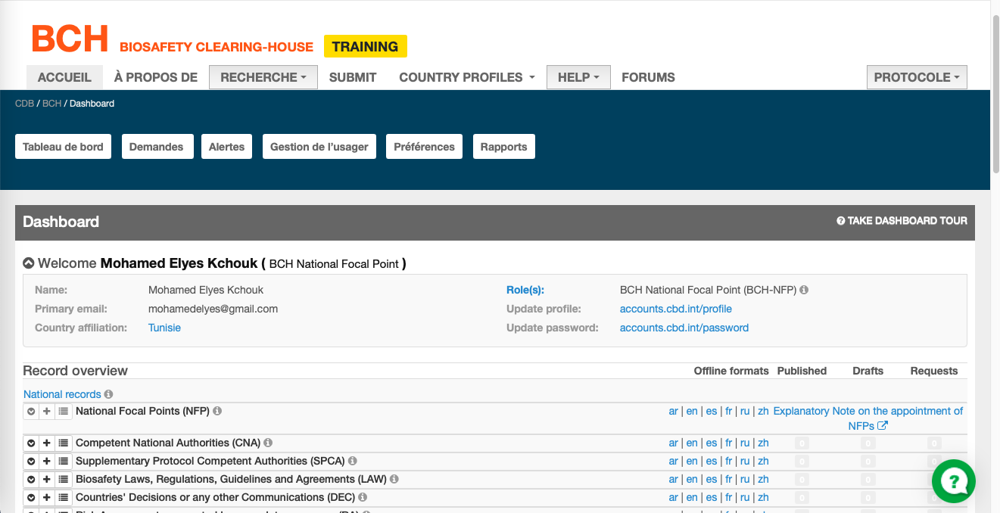 BCH BIOSAFETY CLEARING-HOUSE TRAINING
ACCUEIL À PROPOS DE RECHERCHE SUBMIT COUNTRY PROFILES HELP FORUMS PROTOCOLE
CDB / BCH / Dashboard
Tableau de bord Demandes Alertes Gestion de l’usager Préférences Rapports
Dashboard TAKE DASHBOARD TOUR
Welcome Mohamed Elyes Kchouk ( BCH National Focal Point )
Name: Mohamed Elyes Kchouk Role(s): BCH National Focal Point (BCH-NFP)
Primary email: mohamedelyes@gmail.com Update profile: accounts.cbd.int/profile
Country affiliation: Tunisie Update password: accounts.cbd.int/password
Record overview Offline formats Published Drafts Requests
National records
National Focal Points (NFP) ar | en | es | fr | ru | zh Explanatory Note on the appointment of
NFPs
Competent National Authorities (CNA) ar | en | es | fr | ru | zh 0 0 0
Supplementary Protocol Competent Authorities (SPCA) ar | en | es | fr | ru | zh 0 0 0
Biosafety Laws, Regulations, Guidelines and Agreements (LAW) ar | en | es | fr | ru | zh 0 0 0
Countries' Decisions or any other Communications (DEC) ar | en | es | fr | ru | zh 0 0 0